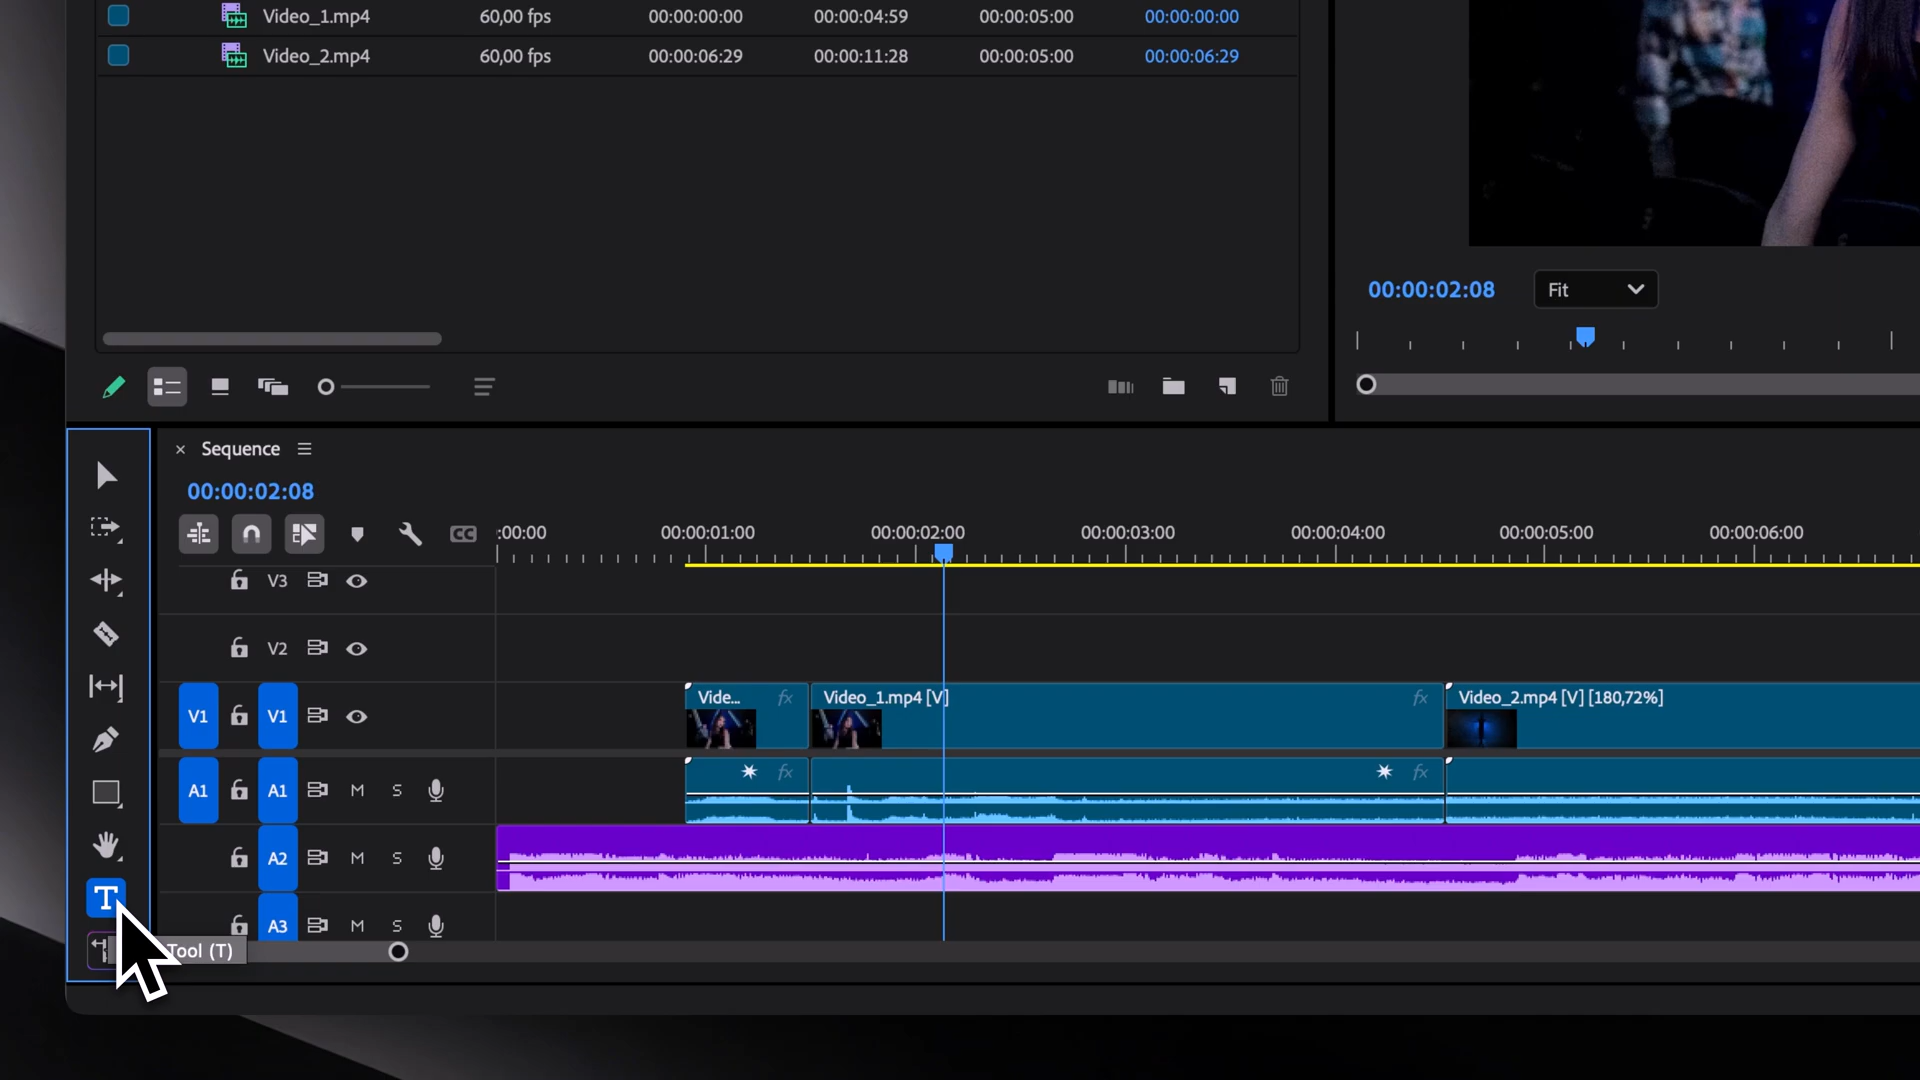 Video_1.mp4 60,00 fps 00:00:00:00 00:00:04:59 00:00:05:00 00:00:00:00
Video_2.mp4 60,00 fps 00:00:06:29 00:00:11:28 00:00:05:00 00:00:06:29
00:00:02:08 Fit
× Sequence
00:00:02:08
CC :00:00 00:00:01:00 00:00:02:00 00:00:03:00 00:00:04:00 00:00:05:00 00:00:06:00
V3
V2
Vide... fx Video_1.mp4 [V] fx Video_2.mp4 [V] [180,72%]
V1 V1
fx fx
A1 A1 M S
A2 M S
T
A3 M S
Tool (T)